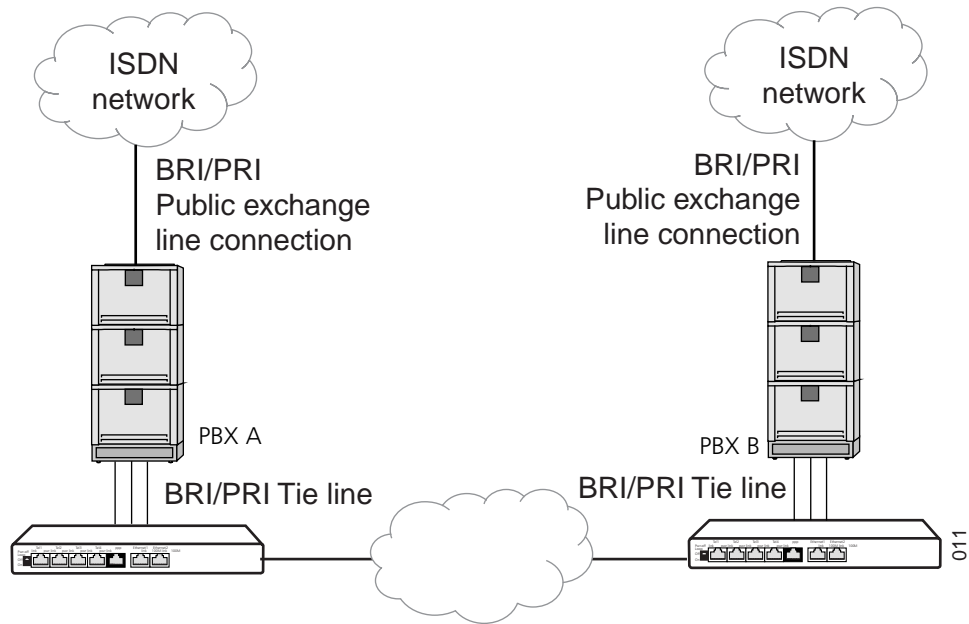 ISDN
network
ISDN
network
BRI/PRI
Public exchange
line connection
BRI/PRI
Public exchange
line connection
PBX A
PBX B
BRI/PRI Tie line
BRI/PRI Tie line
011